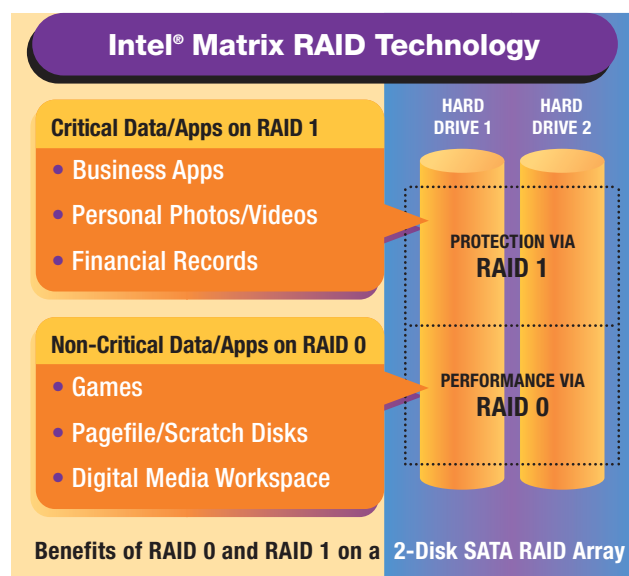 Intel® Matrix RAID Technology
Critical Data/Apps on RAID 1
• Business Apps
• Personal Photos/Videos
• Financial Records
Non-Critical Data/Apps on RAID 0
• Games
• Pagefile/Scratch Disks
• Digital Media Workspace
HARD
DRIVE 1
HARD
DRIVE 2
PROTECTION VIA
RAID 1
PERFORMANCE VIA
RAID 0
Benefits of RAID 0 and RAID 1 on a 2-Disk SATA RAID Array